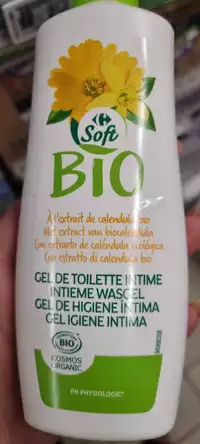 Soft
BIO
À l'extrait de calendula bio
Met extract van biocalendula
Con extracto de caléndula ecológica
Con estratto di calendula bio
GEL DE TOILETTE INTIME
INTIEME WASGEL
GEL DE HIGIENE ÍNTIMA
GEL IGIENE INTIMA
BIO
COSMOS
ORGANIC
PH PHYSIOLOGI